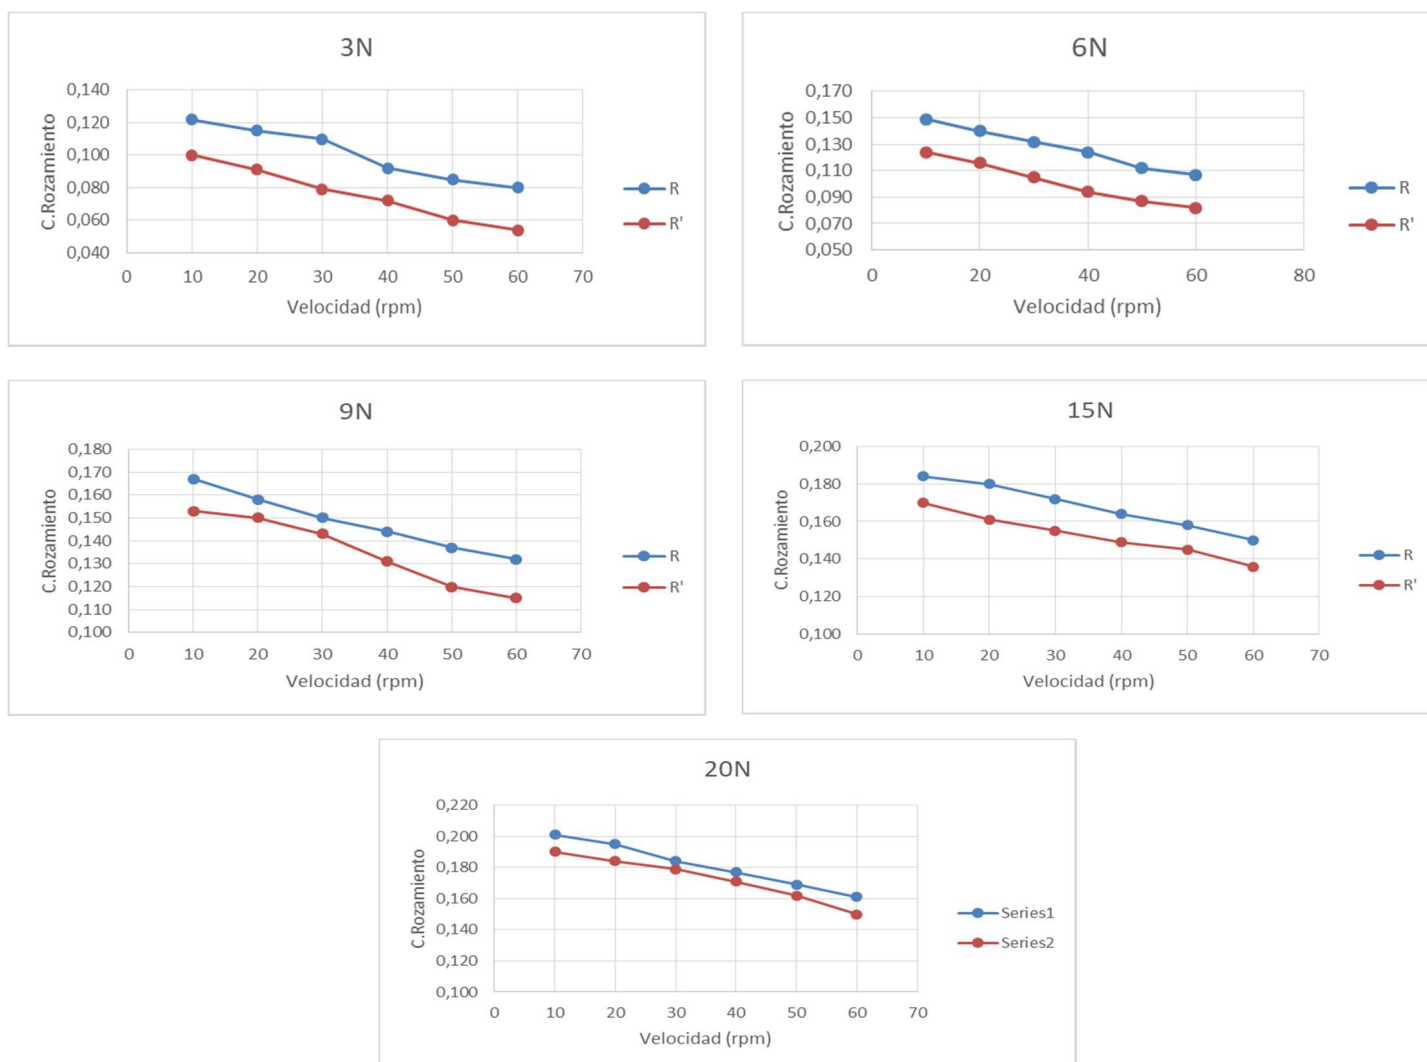 3N
C.Rozamiento
0,140
0,120
0,100
0,080
0,060
0,040
0 10 20 30 40 50 60 70
Velocidad (rpm)
R
R'
6N
C.Rozamiento
0,170
0,150
0,130
0,110
0,090
0,070
0,050
0 20 40 60 80
Velocidad (rpm)
R
R'
9N
C.Rozamiento
0,180
0,170
0,160
0,150
0,140
0,130
0,120
0,110
0,100
0 10 20 30 40 50 60 70
Velocidad (rpm)
R
R'
15N
C.Rozamiento
0,200
0,180
0,160
0,140
0,120
0,100
0 10 20 30 40 50 60 70
Velocidad (rpm)
R
R'
20N
C.Rozamiento
0,220
0,200
0,180
0,160
0,140
0,120
0,100
0 10 20 30 40 50 60 70
Velocidad (rpm)
Series1
Series2